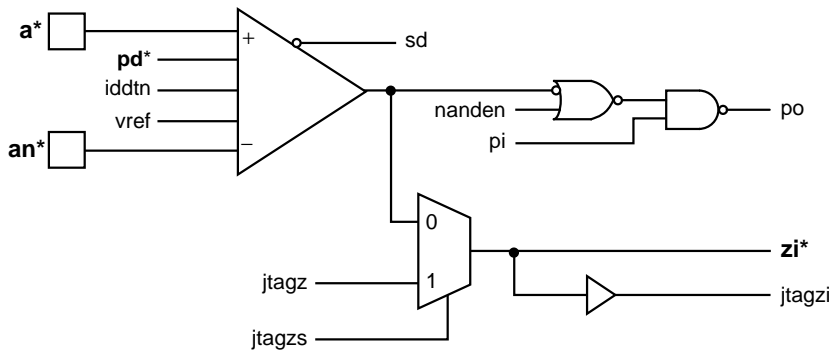 a*
+
sd
pd*
iddtn
vref
an*
−
nanden
pi
po
0
1
jtagz
jtagzs
zi*
jtagzi